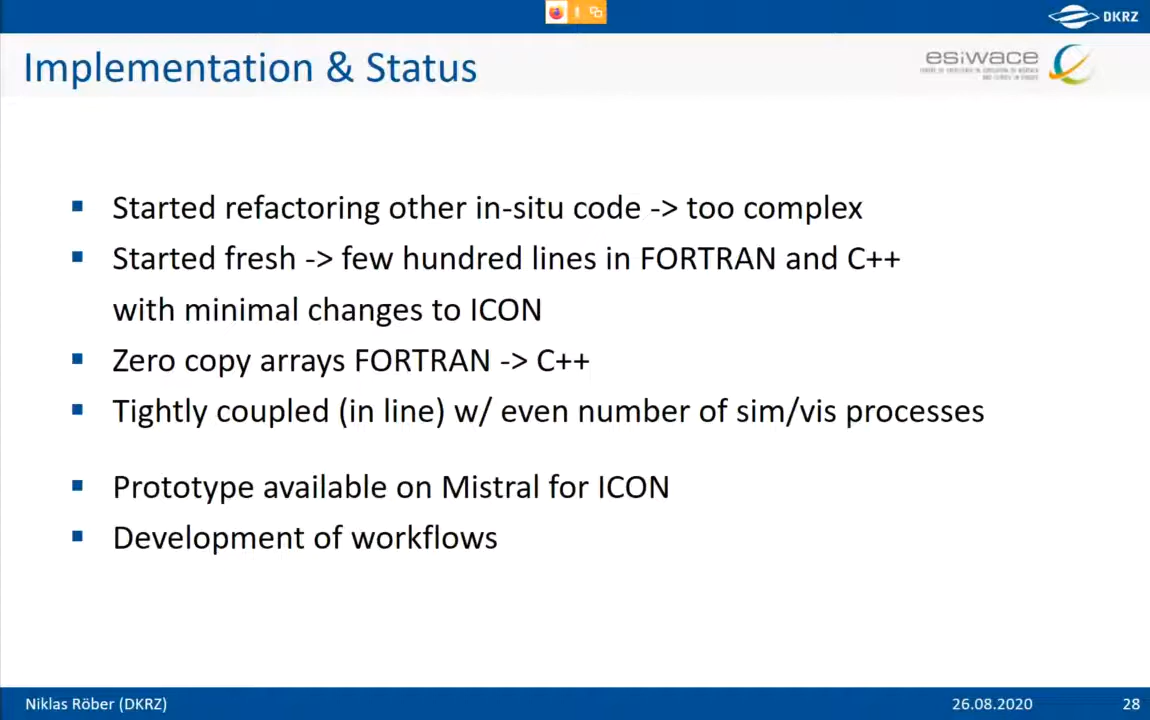 DKRZ
Implementation & Status
esiwace
Started refactoring other in-situ code -> too complex
Started fresh -> few hundred lines in FORTRAN and C++
with minimal changes to ICON
Zero copy arrays FORTRAN -> C++
Tightly coupled (in line) w/ even number of sim/vis processes
Prototype available on Mistral for ICON
Development of workflows
Niklas Röber (DKRZ)
26.08.2020
28